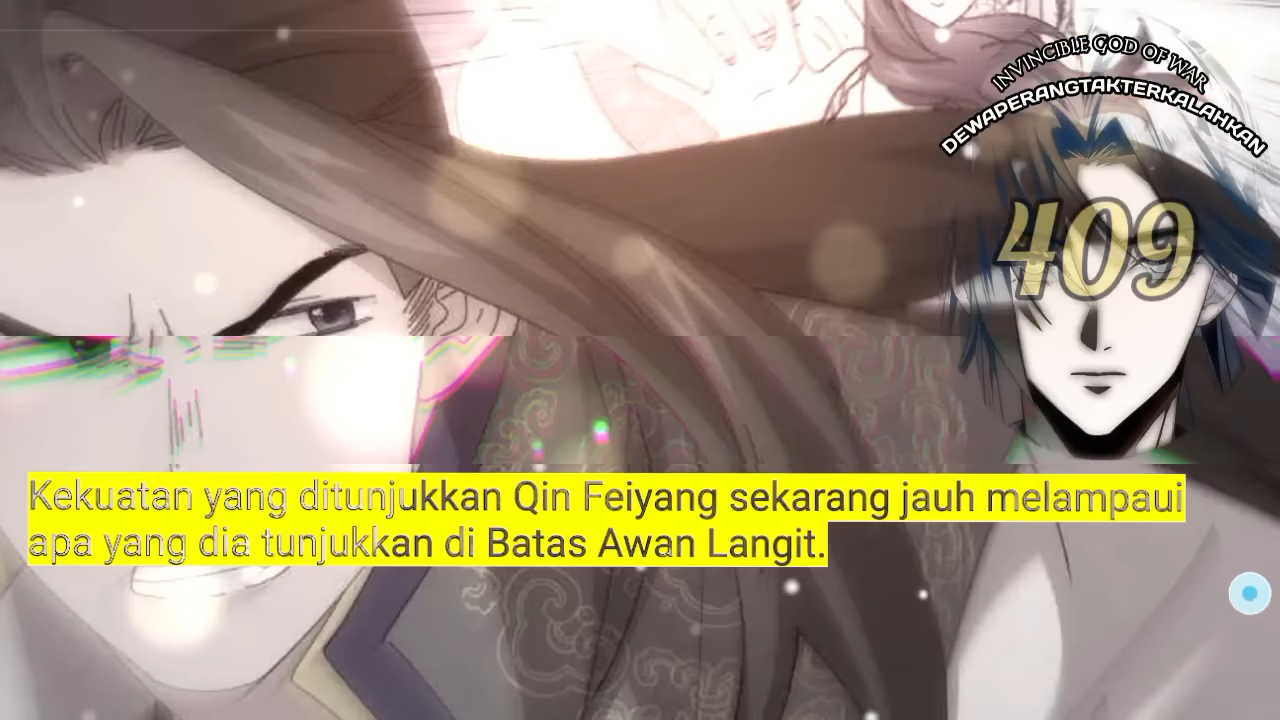 INVINCIBLE GOD OF WAR
DEWAPERANGTAKTERKALAHKAN
409
Kekuatan yang ditunjukkan Qin Feiyang sekarang jauh melampaui
apa yang dia tunjukkan di Batas Awan Langit.